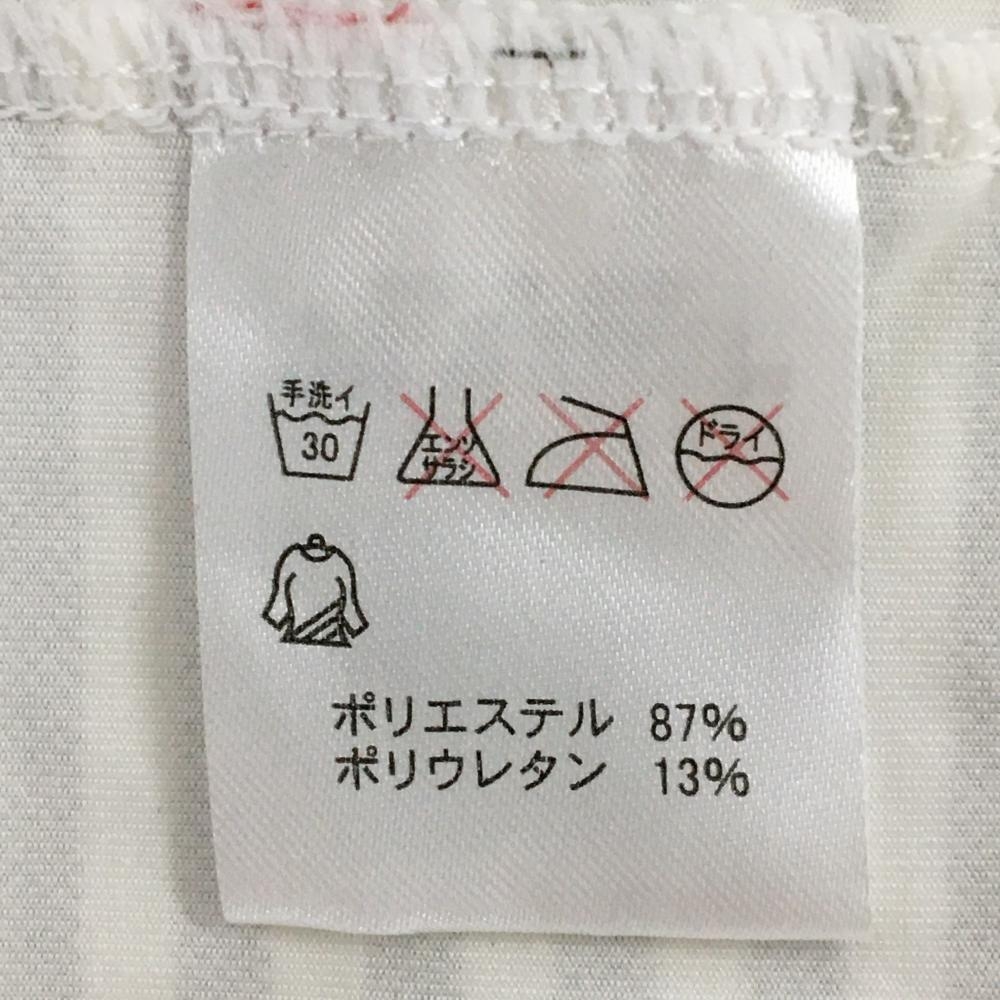 手洗イ
30
エンソ
サラシ
ドライ
ポリエステル 87%
ポリウレタン 13%